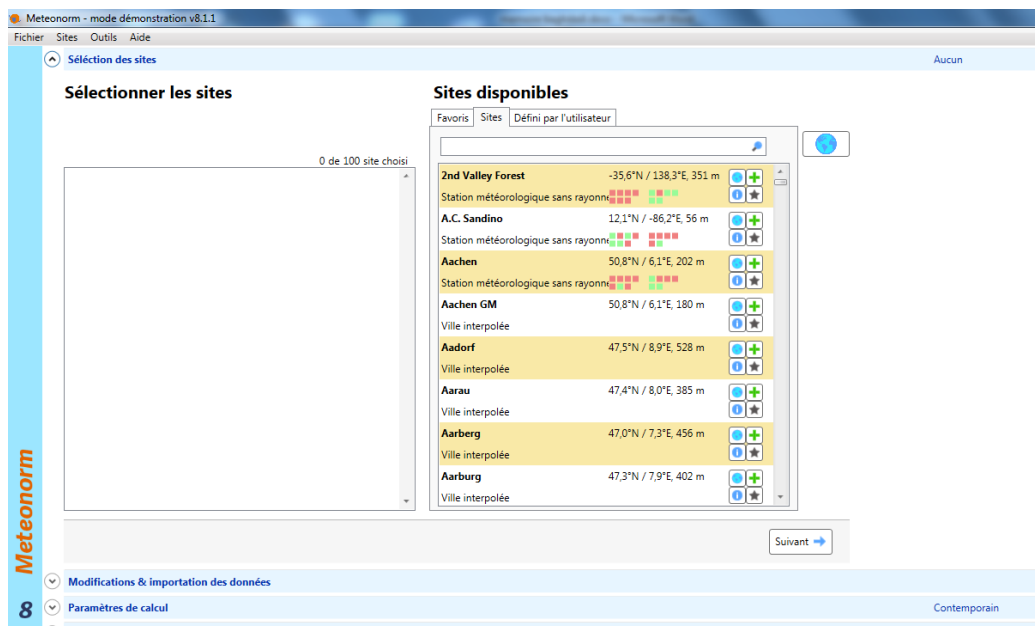 Meteonorm - mode démonstration v8.1.1
Fichier Sites Outils Aide
Séléction des sites Aucun
Sélectionner les sites
Sites disponibles
Favoris Sites Défini par l'utilisateur
0 de 100 site choisi
2nd Valley Forest -35,6°N / 138,3°E, 351 m
Station météorologique sans rayonne
A.C. Sandino 12,1°N / -86,2°E, 56 m
Station météorologique sans rayonne
Aachen 50,8°N / 6,1°E, 202 m
Station météorologique sans rayonne
Aachen GM 50,8°N / 6,1°E, 180 m
Ville interpolée
Aadorf 47,5°N / 8,9°E, 528 m
Ville interpolée
Aarau 47,4°N / 8,0°E, 385 m
Ville interpolée
Aarberg 47,0°N / 7,3°E, 456 m
Ville interpolée
Aarburg 47,3°N / 7,9°E, 402 m
Ville interpolée
Suivant
Meteonorm
8
Modifications & importation des données
Paramètres de calcul Contemporain